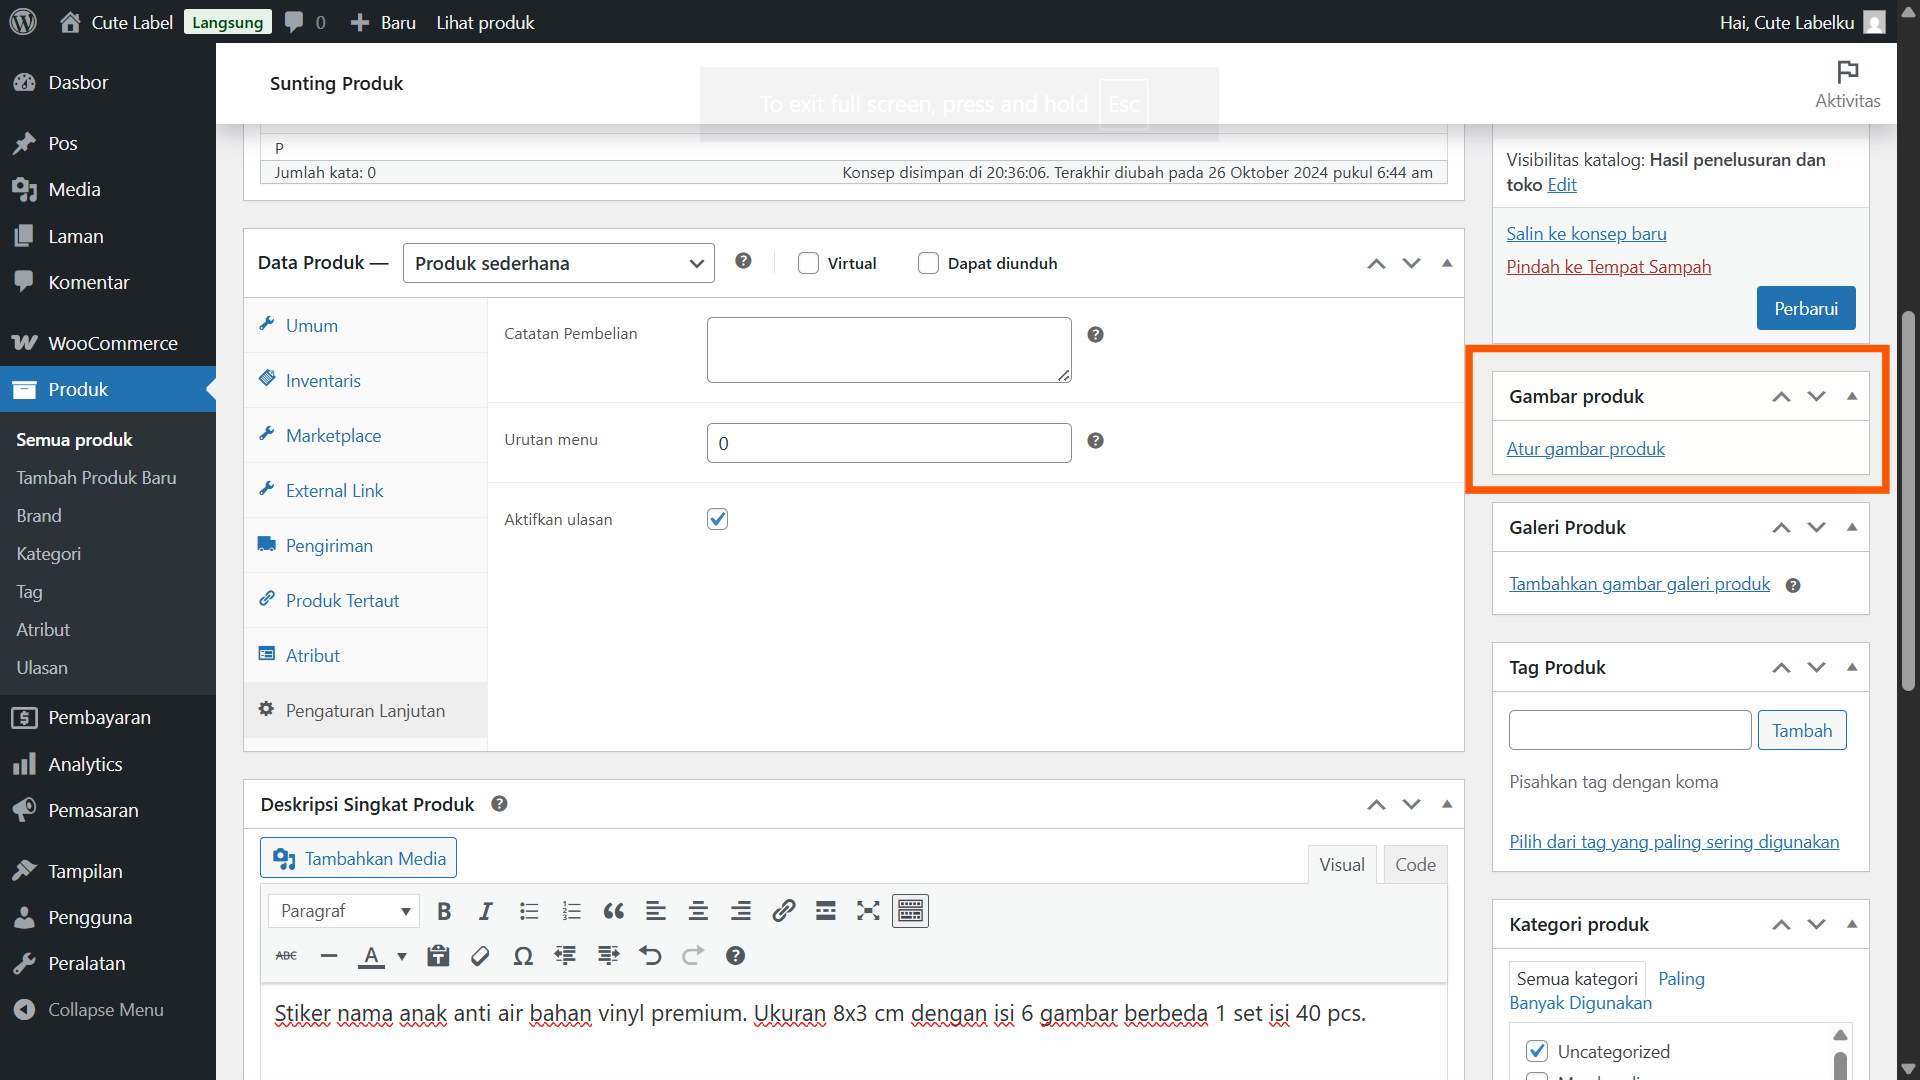 Cute Label Langsung 0 Baru Lihat produk Hai, Cute Labelku
Sunting Produk
To exit full screen, press and hold Esc
Aktivitas
Dasbor
Pos
Media
Laman
Komentar
WooCommerce
Produk
Semua produk
Tambah Produk Baru
Brand
Kategori
Tag
Atribut
Ulasan
Pembayaran
Analytics
Pemasaran
Tampilan
Pengguna
Peralatan
Collapse Menu
P
Jumlah kata: 0 Konsep disimpan di 20:36:06. Terakhir diubah pada 26 Oktober 2024 pukul 6:44 am
Data Produk — Produk sederhana Virtual Dapat diunduh
Umum
Inventaris
Marketplace
External Link
Pengiriman
Produk Tertaut
Atribut
Pengaturan Lanjutan
Catatan Pembelian
Urutan menu 0
Aktifkan ulasan
Deskripsi Singkat Produk
Tambahkan Media
Visual Code
Paragraf
ABC
Stiker nama anak anti air bahan vinyl premium. Ukuran 8x3 cm dengan isi 6 gambar berbeda 1 set isi 40 pcs.
Visibilitas katalog: Hasil penelusuran dan
toko Edit
Salin ke konsep baru
Pindah ke Tempat Sampah
Perbarui
Gambar produk
Atur gambar produk
Galeri Produk
Tambahkan gambar galeri produk
Tag Produk
Tambah
Pisahkan tag dengan koma
Pilih dari tag yang paling sering digunakan
Kategori produk
Semua kategori Paling
Banyak Digunakan
Uncategorized